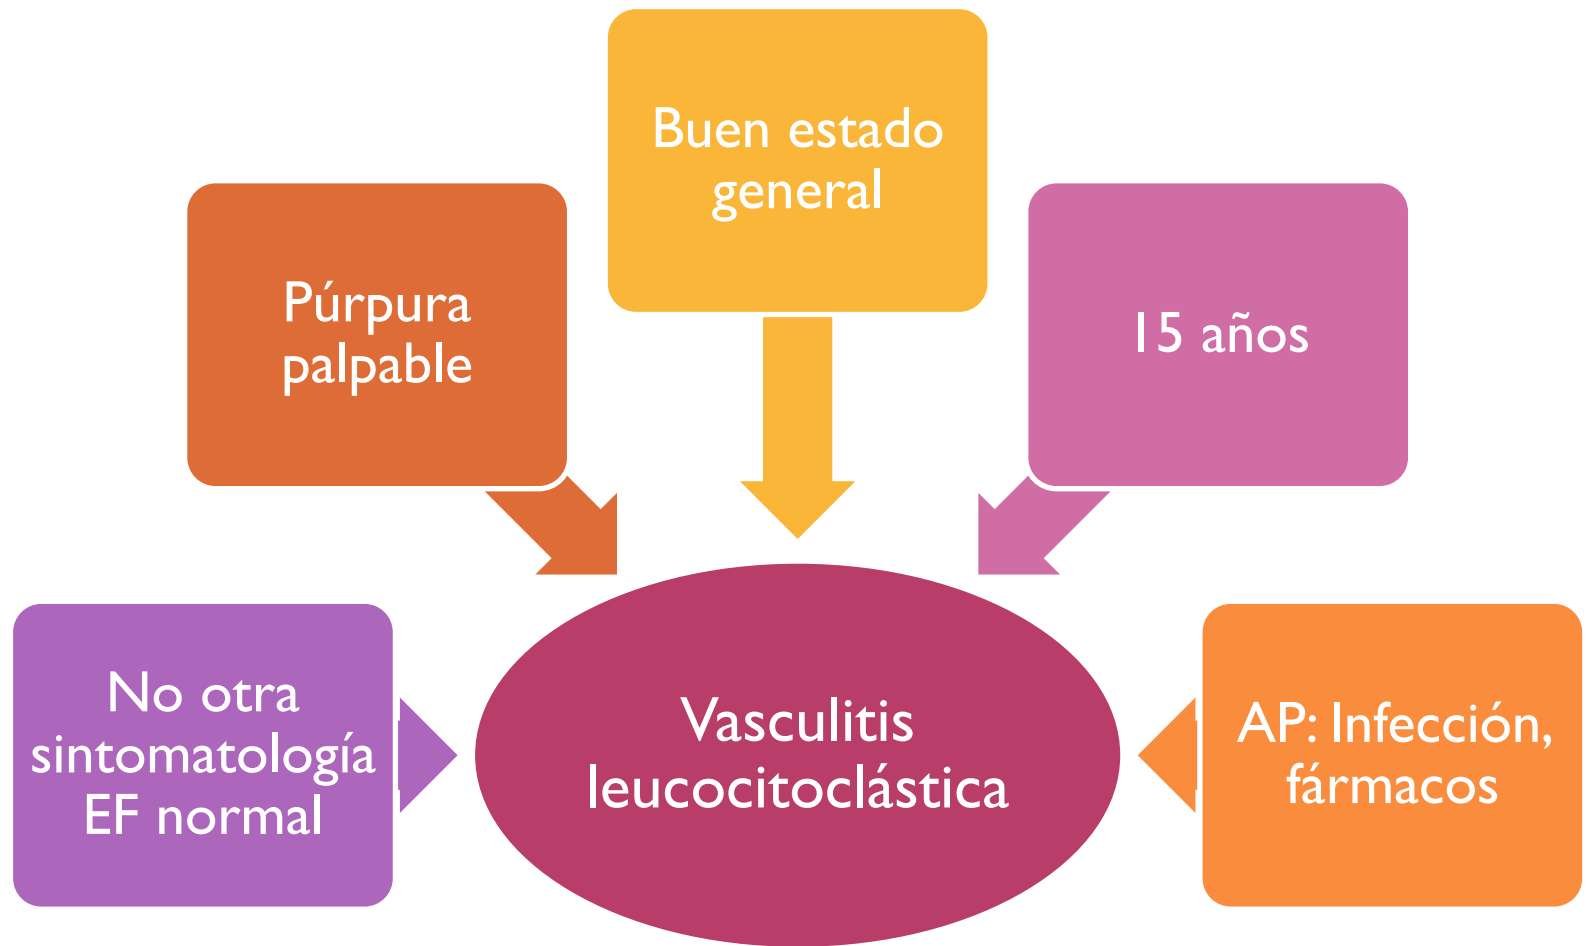 Buen estado
general
Púrpura
palpable
15 años
No otra
sintomatología
EF normal
Vasculitis
leucocitoclástica
AP: Infección,
fármacos